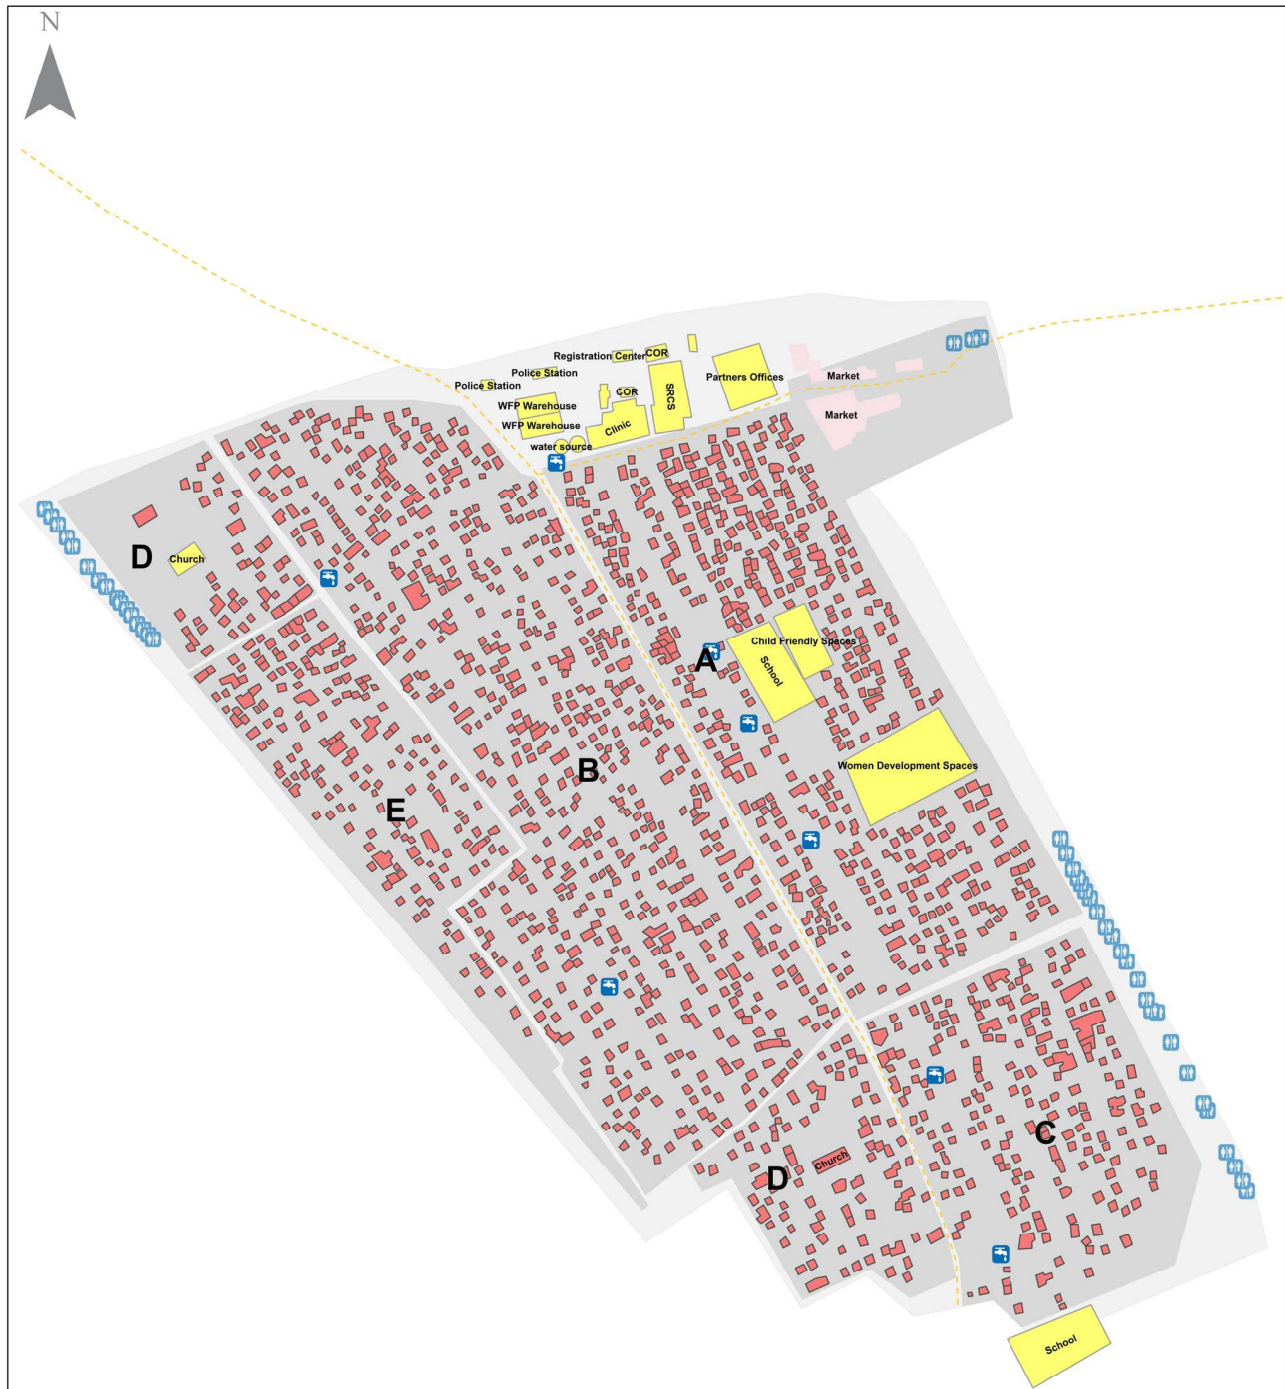 N
Registration Center
COR
Police Station
Police Station
Partners Offices
Market
SRCS
COR
WFP Warehouse
Market
WFP Warehouse
Clinic
water source
D
Church
Child Friendly Spaces
A
School
B
Women Development Spaces
E
C
Church
D
School